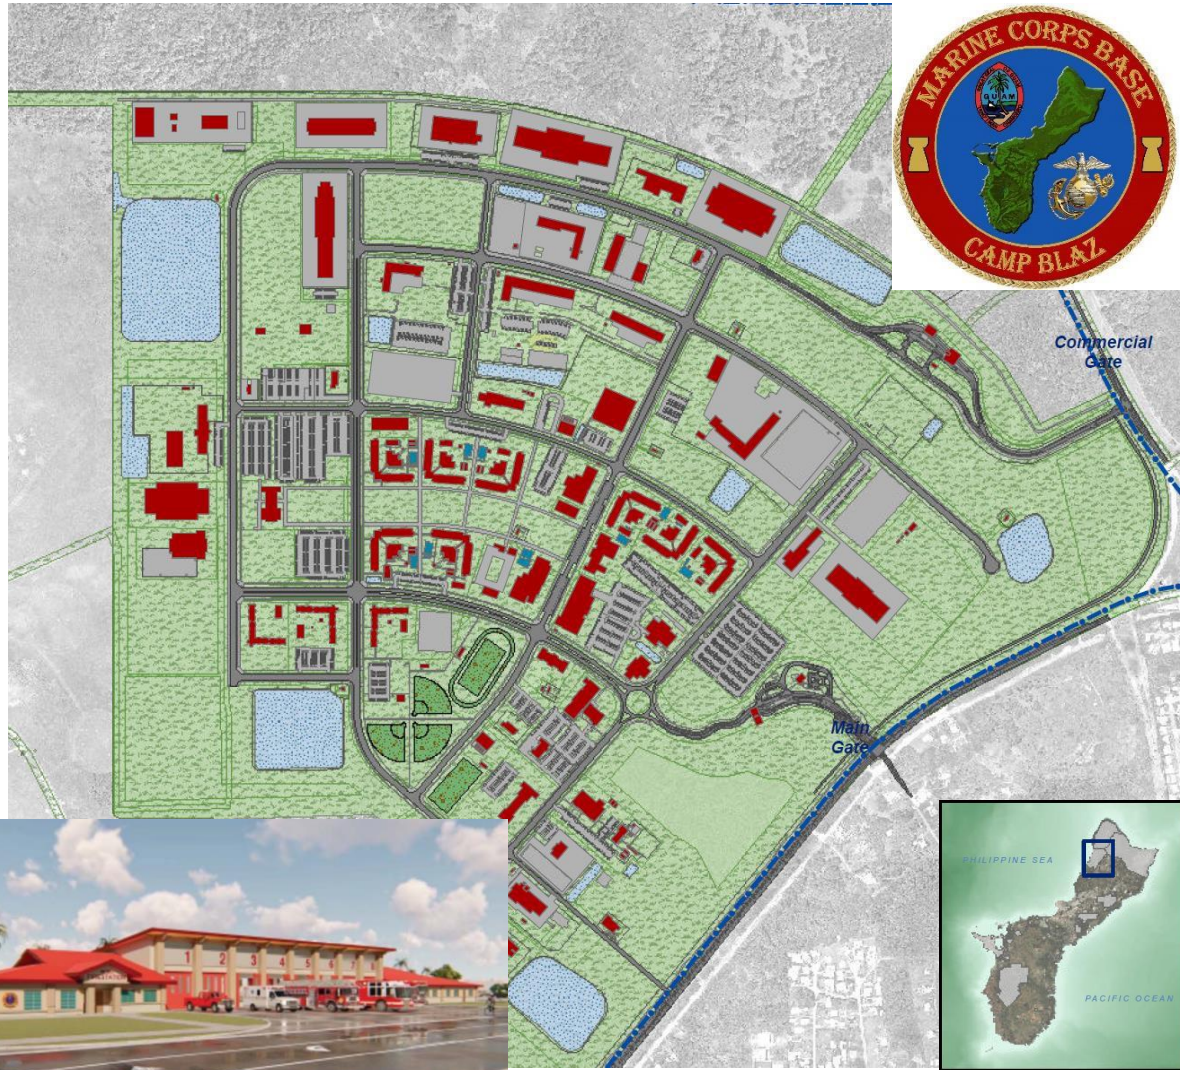 MARINE CORPS BASE
GUAM
CAMP BLAZ
Commercial
Gate
Main
Gate
1 2 3 4 5 6
PHILIPPINE SEA
PACIFIC OCEAN